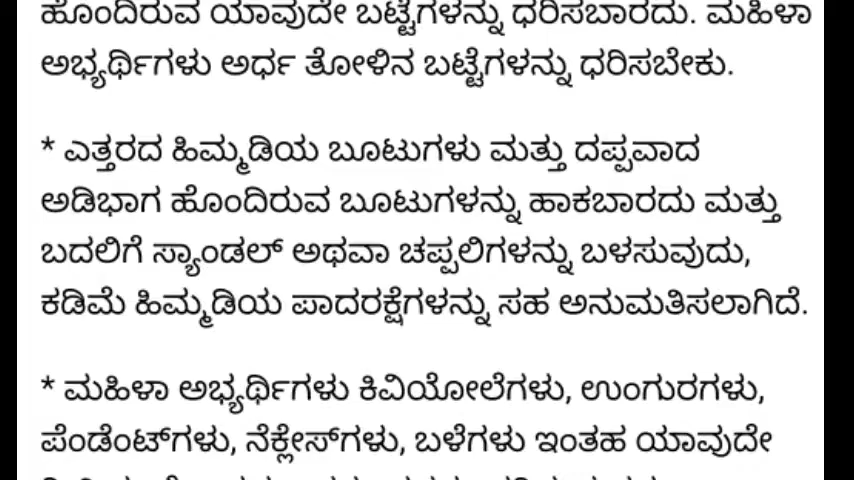 ಹೊಂದಿರುವ ಯಾವುದೇ ಬಟ್ಟೆಗಳನ್ನು ಧರಿಸಬಾರದು. ಮಹಿಳಾ
ಅಭ್ಯರ್ಥಿಗಳು ಅರ್ಧ ತೋಳಿನ ಬಟ್ಟೆಗಳನ್ನು ಧರಿಸಬೇಕು.
* ಎತ್ತರದ ಹಿಮ್ಮಡಿಯ ಬೂಟುಗಳು ಮತ್ತು ದಪ್ಪವಾದ
ಅಡಿಭಾಗ ಹೊಂದಿರುವ ಬೂಟುಗಳನ್ನು ಹಾಕಬಾರದು ಮತ್ತು
ಬದಲಿಗೆ ಸ್ಯಾಂಡಲ್ ಅಥವಾ ಚಪ್ಪಲಿಗಳನ್ನು ಬಳಸುವುದು,
ಕಡಿಮೆ ಹಿಮ್ಮಡಿಯ ಪಾದರಕ್ಷೆಗಳನ್ನು ಸಹ ಅನುಮತಿಸಲಾಗಿದೆ.
* ಮಹಿಳಾ ಅಭ್ಯರ್ಥಿಗಳು ಕಿವಿಯೋಲೆಗಳು, ಉಂಗುರಗಳು,
ಪೆಂಡೆಂಟ್‌ಗಳು, ನೆಕ್ಲೇಸ್‌ಗಳು, ಬಳೆಗಳು ಇಂತಹ ಯಾವುದೇ